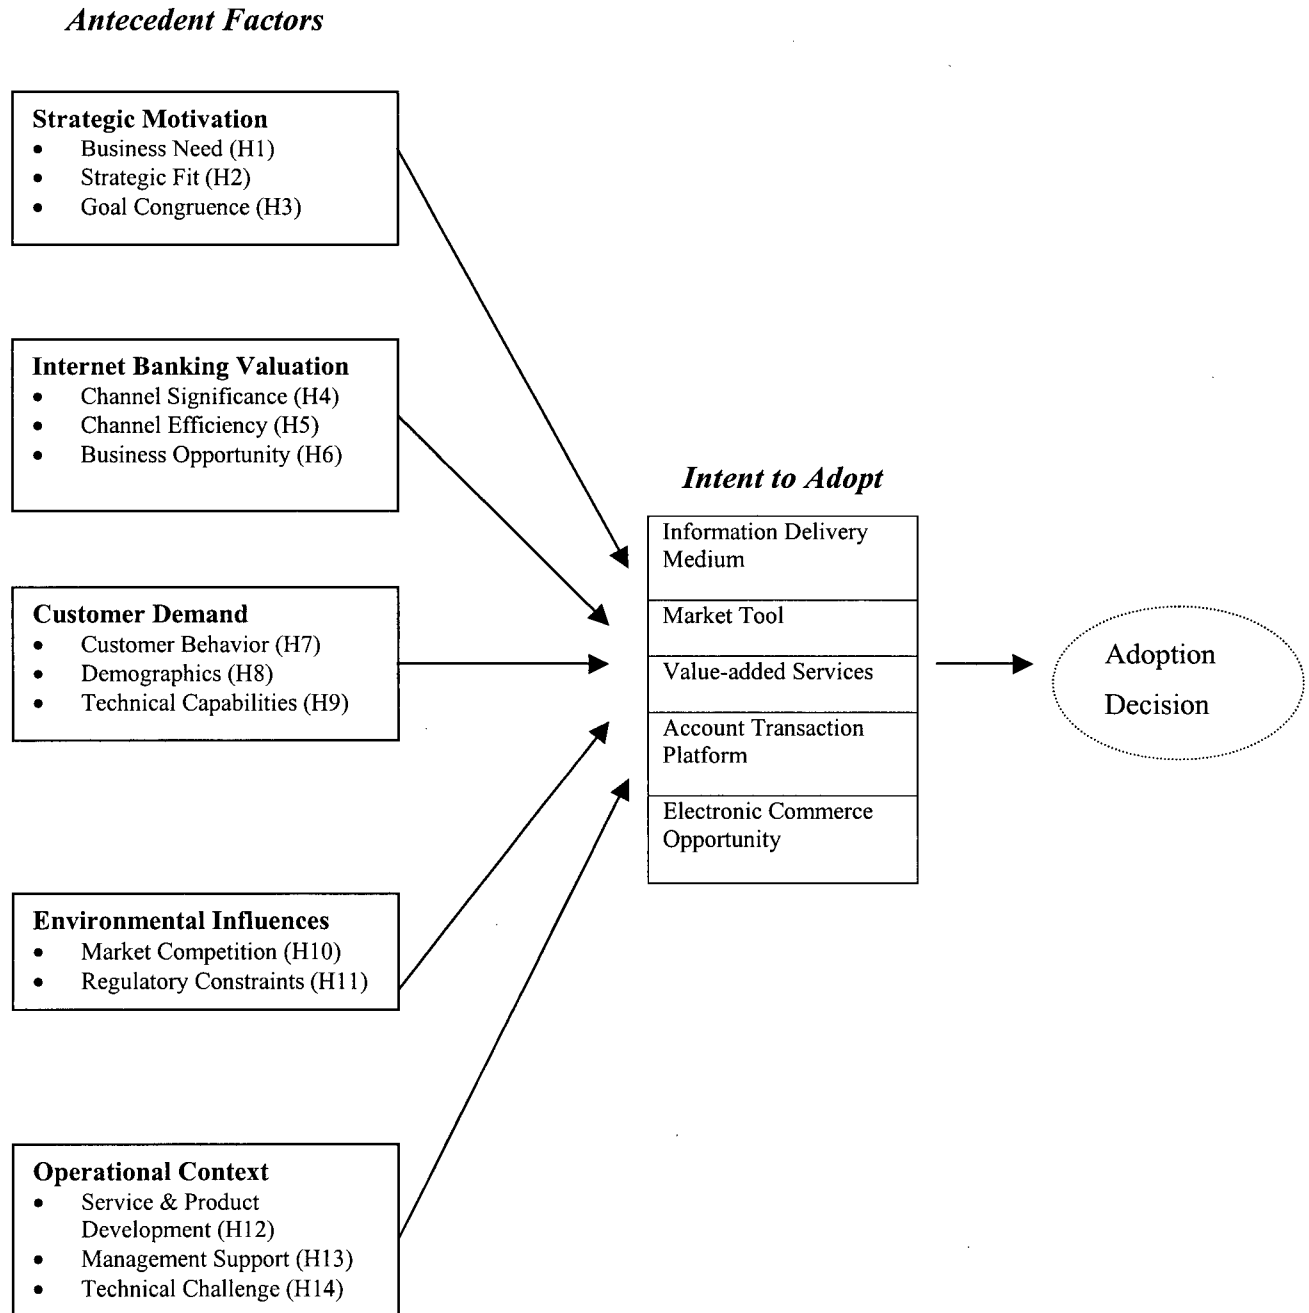 Antecedent Factors
Strategic Motivation
• Business Need (H1)
• Strategic Fit (H2)
• Goal Congruence (H3)
Internet Banking Valuation
• Channel Significance (H4)
• Channel Efficiency (H5)
• Business Opportunity (H6)
Customer Demand
• Customer Behavior (H7)
• Demographics (H8)
• Technical Capabilities (H9)
Environmental Influences
• Market Competition (H10)
• Regulatory Constraints (H11)
Operational Context
• Service & Product
Development (H12)
• Management Support (H13)
• Technical Challenge (H14)
Intent to Adopt
Information Delivery
Medium
Market Tool
Value-added Services
Account Transaction
Platform
Electronic Commerce
Opportunity
Adoption
Decision